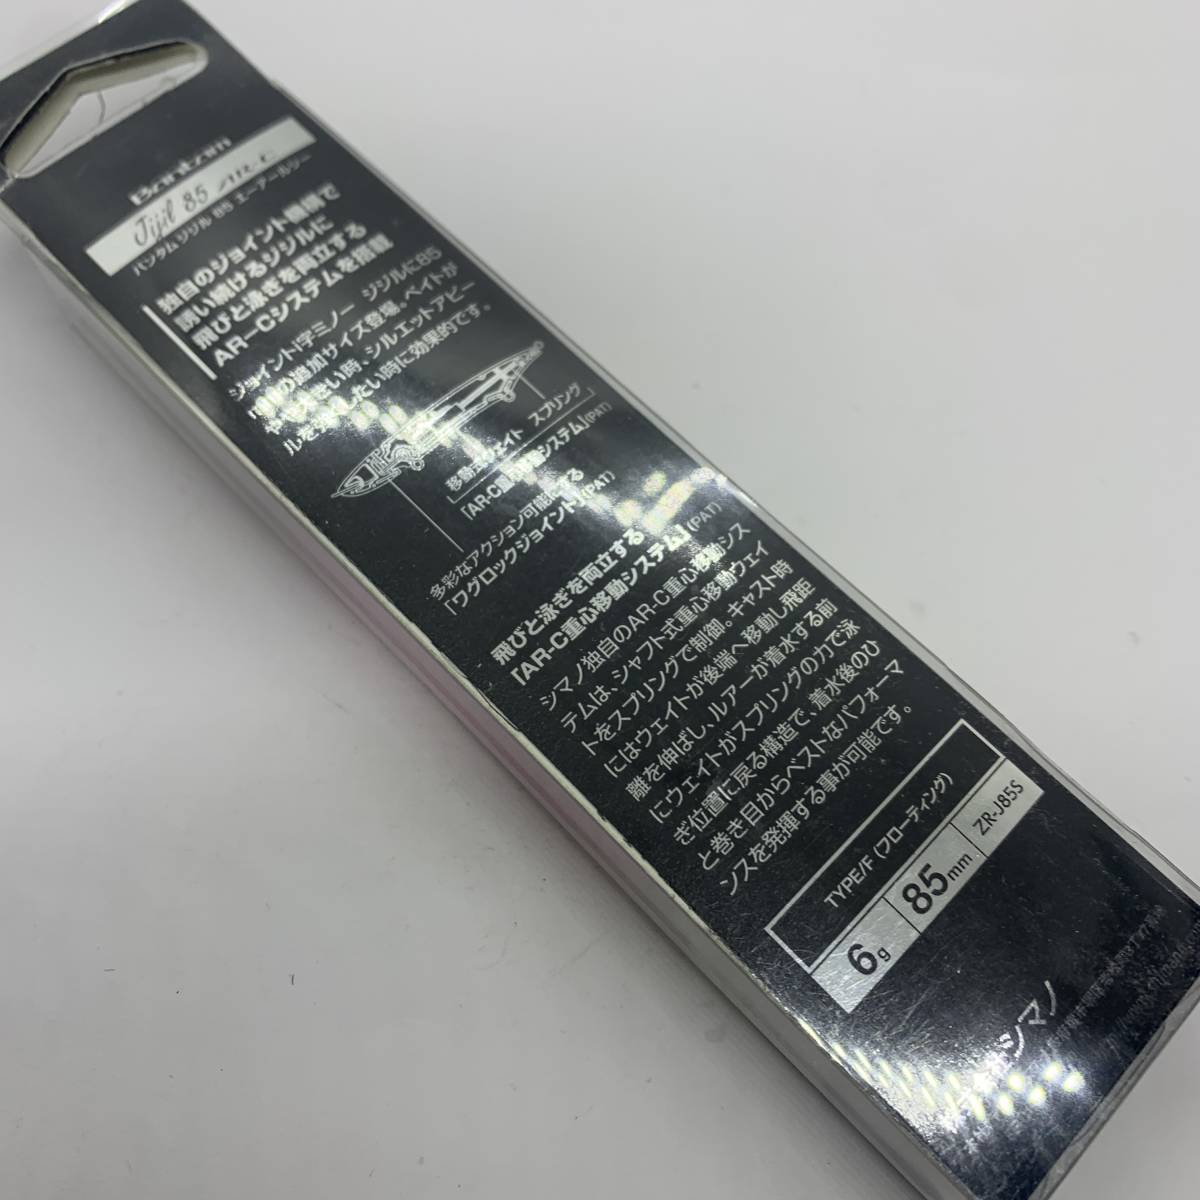 Bantam
Jijil 85 AR-C
バンタム ジジル 85 エーアールシー
独自のジョイント機構で
誘い続けるジジルに
飛びと泳ぎを両立する
AR-Cシステムを搭載
ジョイントI字ミノー ジジルに85
の追加サイズ登場。ベイトが
時、シルエットアピー
ルを したい時に効果的です。
移動式ウェイト スプリング
「AR-C重心移動システム」(PAT)
多彩なアクション可能にする
「ワグロックジョイント」(PAT)
飛びと泳ぎを両立する
「AR-C重心移動システム」(PAT)
シマノ独自のAR-C重心移動シス
テムは、シャフト式重心移動ウェイ
トをスプリングで制御。キャスト時
にはウェイトが後端へ移動し飛距
離を伸ばし、ルアーが着水する前
にウェイトがスプリングの力で泳
ぎ位置に戻る構造で、着水後のひ
と巻き目からベストなパフォーマ
ンスを発揮する事が可能です。
TYPE/F (フローティング)
6g 85mm ZR-J85S
シマノ